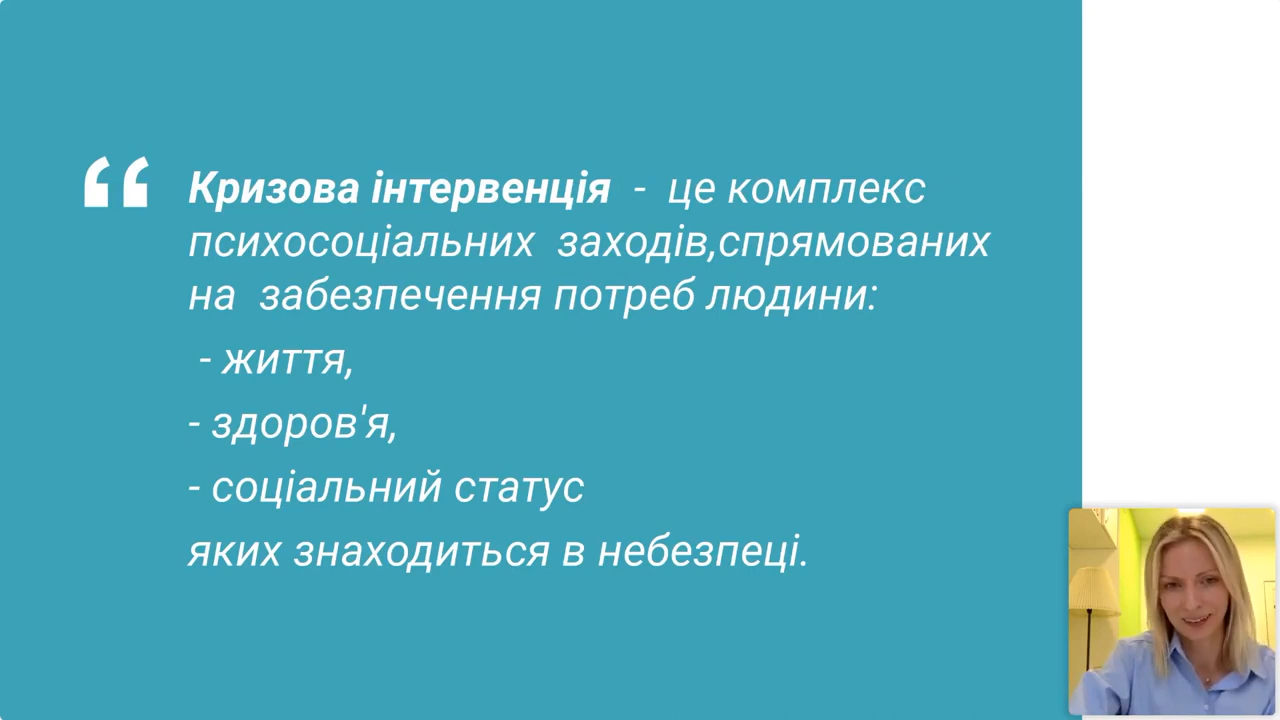 “ Кризова інтервенція - це комплекс
психосоціальних заходів,спрямованих
на забезпечення потреб людини:
- життя,
- здоров'я,
- соціальний статус
яких знаходиться в небезпеці.